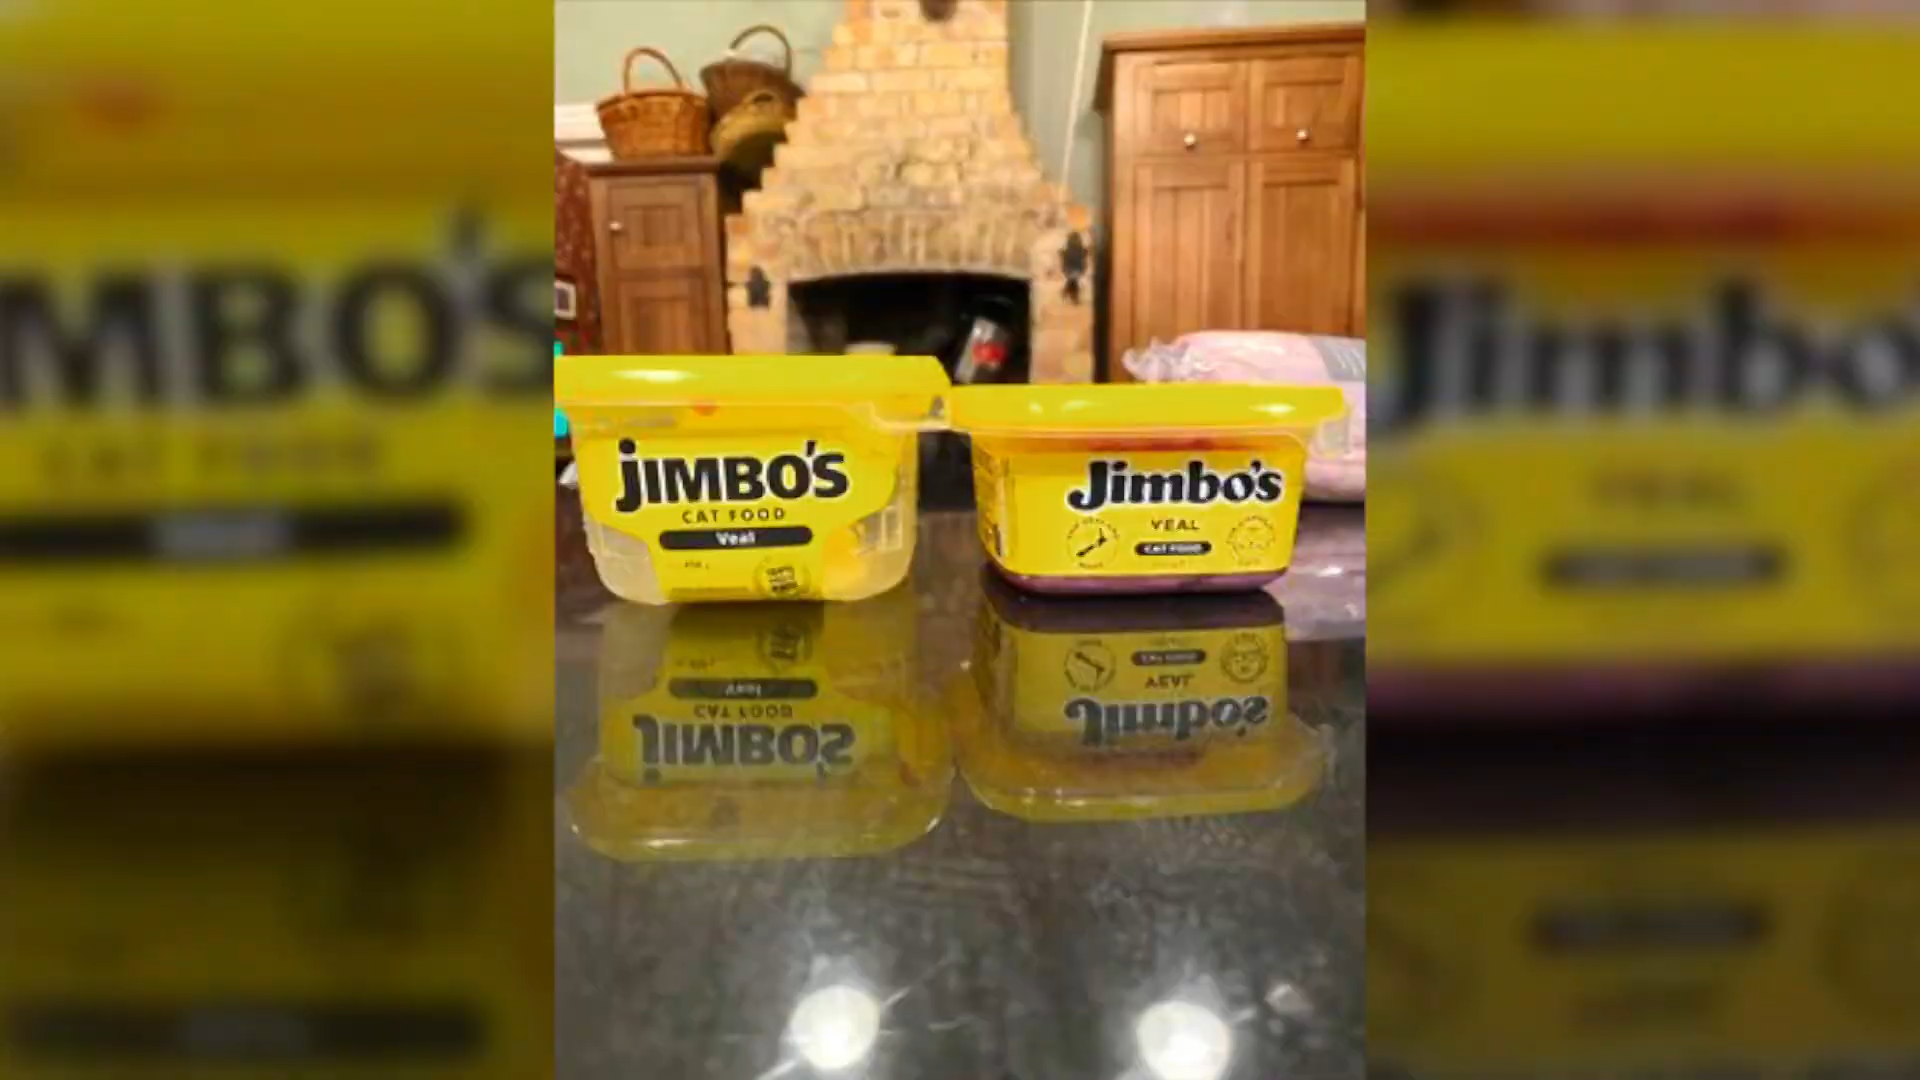 JIMBO'S
CAT FOOD
Veal
Jimbo's
VEAL
CAT FOOD